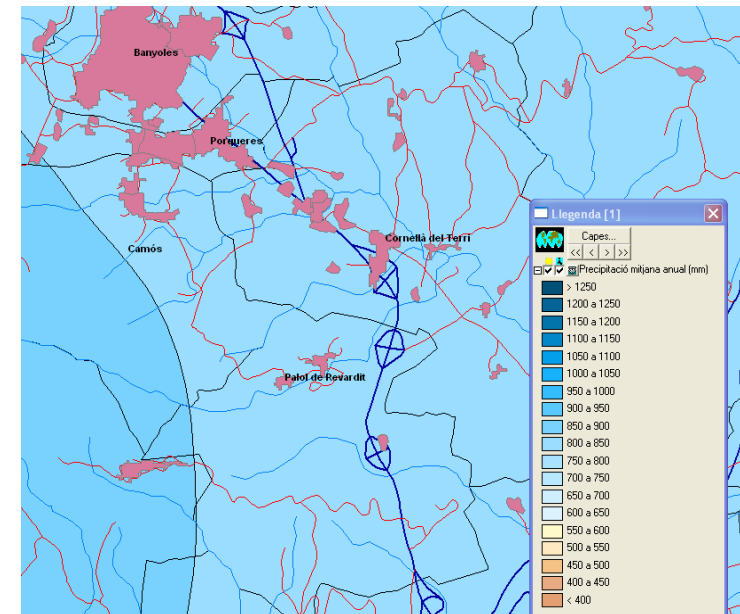 Banyoles
Porqueres
Cornellà del Terri
Camós
Palol de Revardit
Llegenda [1]
Capes...
<< < > >>
Precipitació mitjana anual (mm)
> 1250
1200 a 1250
1150 a 1200
1100 a 1150
1050 a 1100
1000 a 1050
950 a 1000
900 a 950
850 a 900
800 a 850
750 a 800
700 a 750
650 a 700
600 a 650
550 a 600
500 a 550
450 a 500
400 a 450
< 400